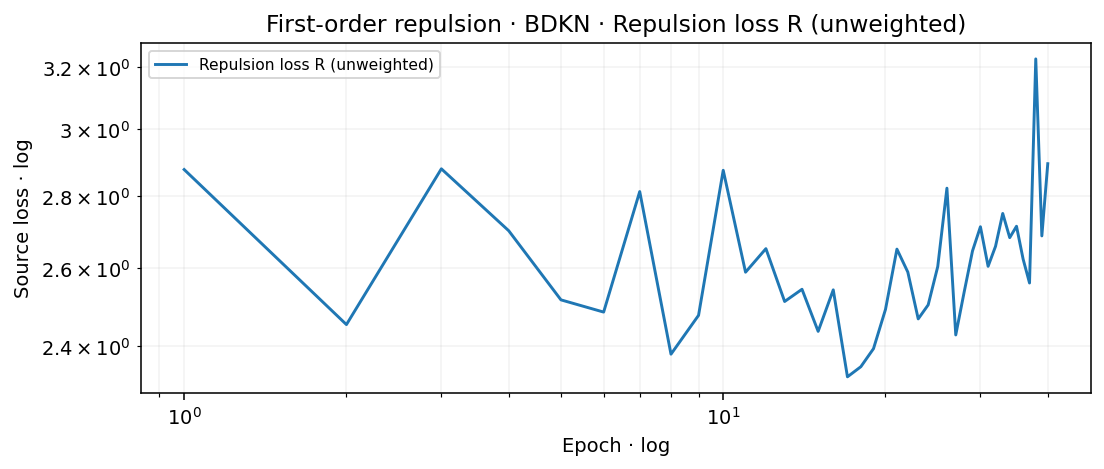 First-order repulsion · BDKN · Repulsion loss R (unweighted)
Repulsion loss R (unweighted)
3.2 × 10⁰
3 × 10⁰
2.8 × 10⁰
2.6 × 10⁰
2.4 × 10⁰
Source loss · log
10⁰ 10¹
Epoch · log